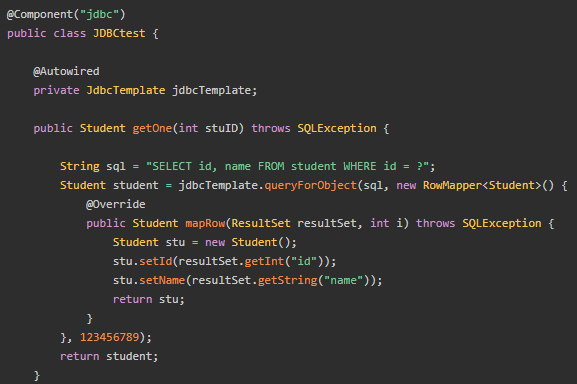 @Component("jdbc")
public class JDBCtest {
@Autowired
private JdbcTemplate jdbcTemplate;
public Student getOne(int stuID) throws SQLException {
String sql = "SELECT id, name FROM student WHERE id = ?";
Student student = jdbcTemplate.queryForObject(sql, new RowMapper<Student>() {
@Override
public Student mapRow(ResultSet resultSet, int i) throws SQLException {
Student stu = new Student();
stu.setId(resultSet.getInt("id"));
stu.setName(resultSet.getString("name"));
return stu;
}
}, 123456789);
return student;
}